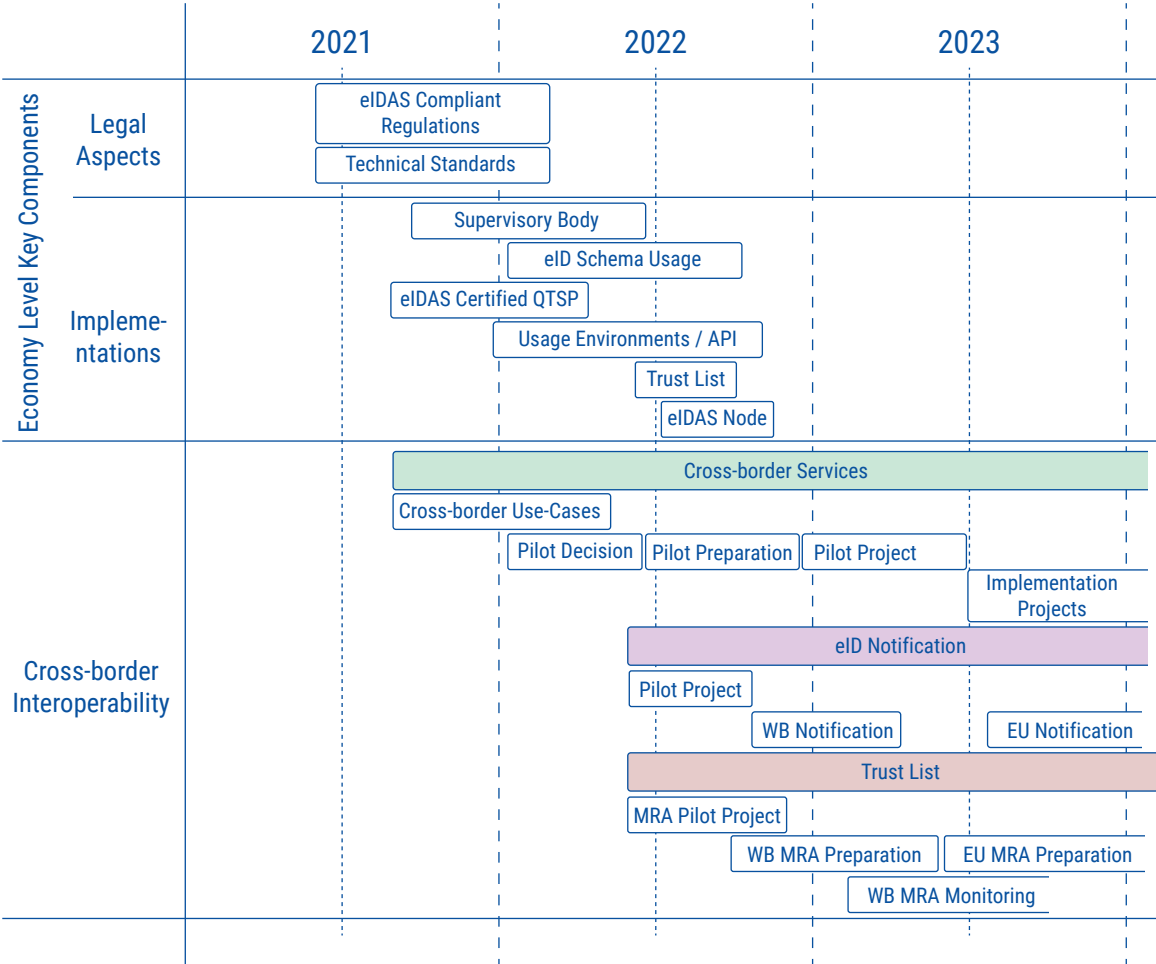 2021
2022
2023
Economy Level Key Components
Legal
Aspects
eIDAS Compliant
Regulations
Technical Standards
Impleme-
ntations
Supervisory Body
eID Schema Usage
eIDAS Certified QTSP
Usage Environments / API
Trust List
eIDAS Node
Cross-border
Interoperability
Cross-border Services
Cross-border Use-Cases
Pilot Decision
Pilot Preparation
Pilot Project
Implementation
Projects
eID Notification
Pilot Project
WB Notification
EU Notification
Trust List
MRA Pilot Project
WB MRA Preparation
EU MRA Preparation
WB MRA Monitoring